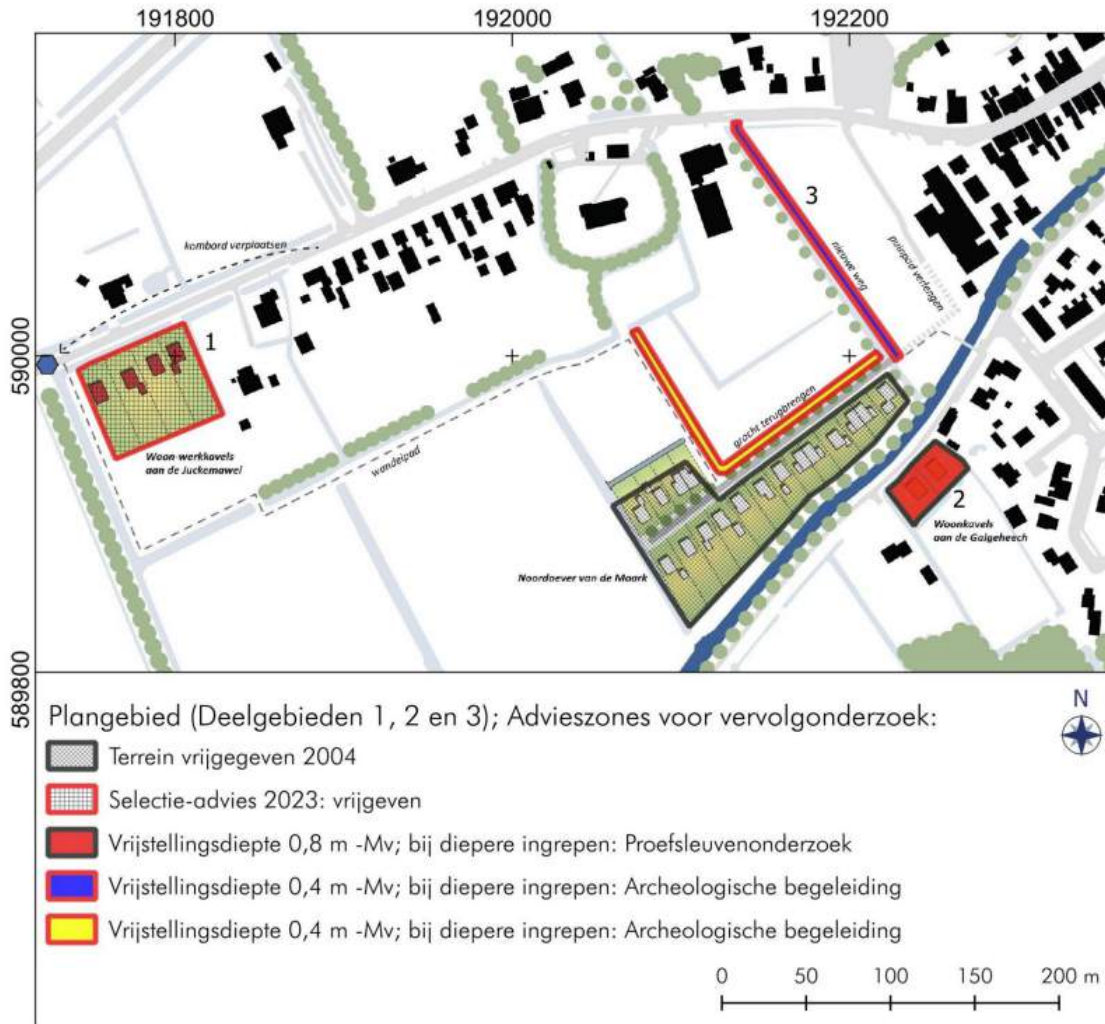 191800
192000
192200
590000
589800
kombord verplaatsen
1
Woon-werkkavels
aan de Juckemawei
wandelpad
3
nieuwe weg
puinpad verlengen
gracht terugbrengen
2
Woonkavels
aan de Galgeheech
Noordoever van de Maark
Plangebied (Deelgebieden 1, 2 en 3); Advieszones voor vervolgonderzoek:
N
Terrein vrijgegeven 2004
Selectie-advies 2023: vrijgeven
Vrijstellingsdiepte 0,8 m -Mv; bij diepere ingrepen: Proefsleuvenonderzoek
Vrijstellingsdiepte 0,4 m -Mv; bij diepere ingrepen: Archeologische begeleiding
Vrijstellingsdiepte 0,4 m -Mv; bij diepere ingrepen: Archeologische begeleiding
0 50 100 150 200 m